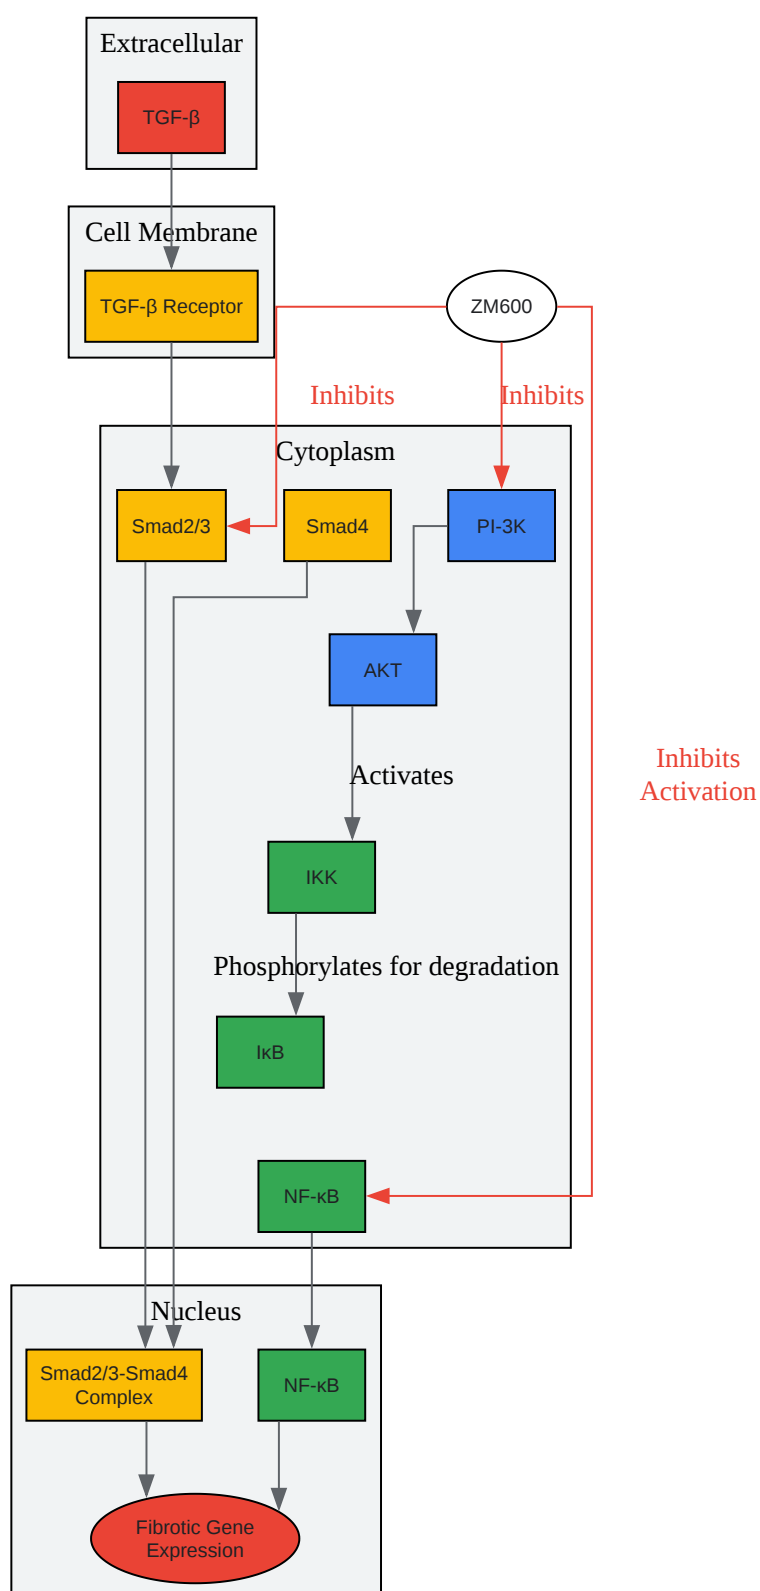 Extracellular
TGF-β
Cell Membrane
TGF-β Receptor
ZM600
Inhibits
Inhibits
Cytoplasm
Smad2/3
Smad4
PI-3K
AKT
Inhibits
Activation
Activates
IKK
Phosphorylates for degradation
IκB
NF-κB
Nucleus
Smad2/3-Smad4
Complex
NF-κB
Fibrotic Gene
Expression